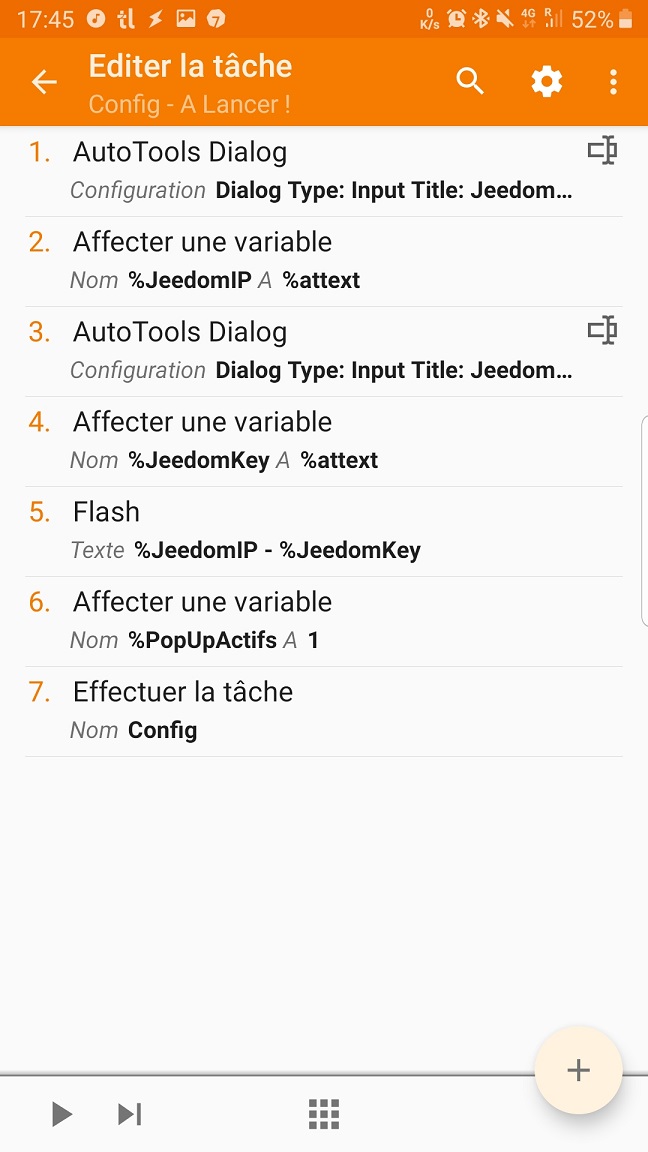 17:45 tl 7 0 K/s 4G R 52%
Editer la tâche
Config - A Lancer !
1. AutoTools Dialog
Configuration Dialog Type: Input Title: Jeedom...
2. Affecter une variable
Nom %JeedomIP A %attext
3. AutoTools Dialog
Configuration Dialog Type: Input Title: Jeedom...
4. Affecter une variable
Nom %JeedomKey A %attext
5. Flash
Texte %JeedomIP - %JeedomKey
6. Affecter une variable
Nom %PopUpActifs A 1
7. Effectuer la tâche
Nom Config